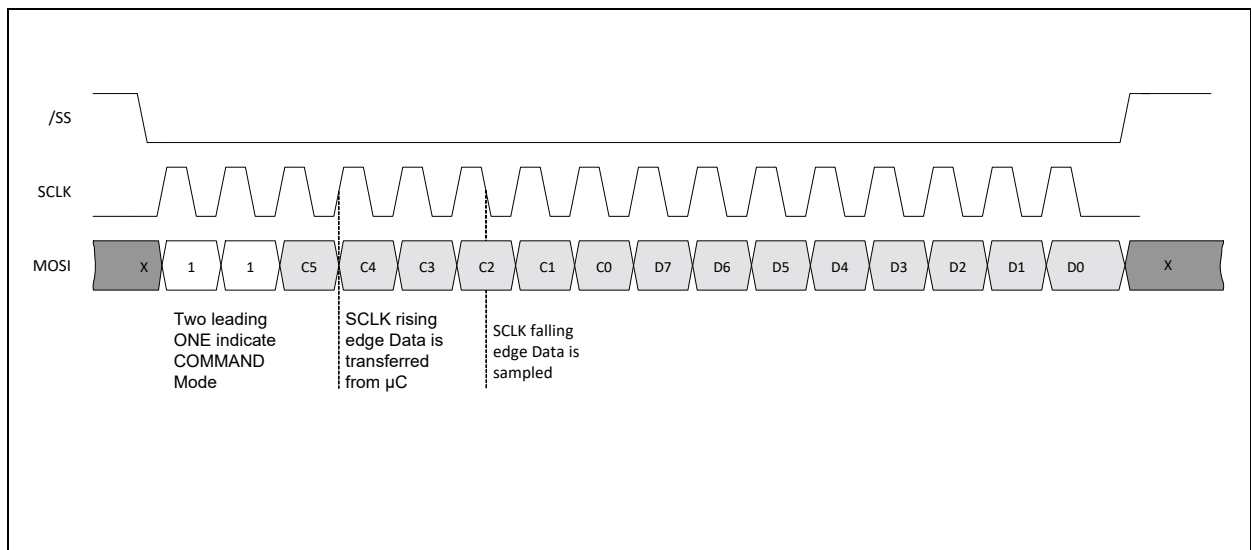 /SS
SCLK
MOSI
X 1 1 C5 C4 C3 C2 C1 C0 D7 D6 D5 D4 D3 D2 D1 D0 X
Two leading
ONE indicate
COMMAND
Mode
SCLK rising
edge Data is
transferred
from µC
SCLK falling
edge Data is
sampled